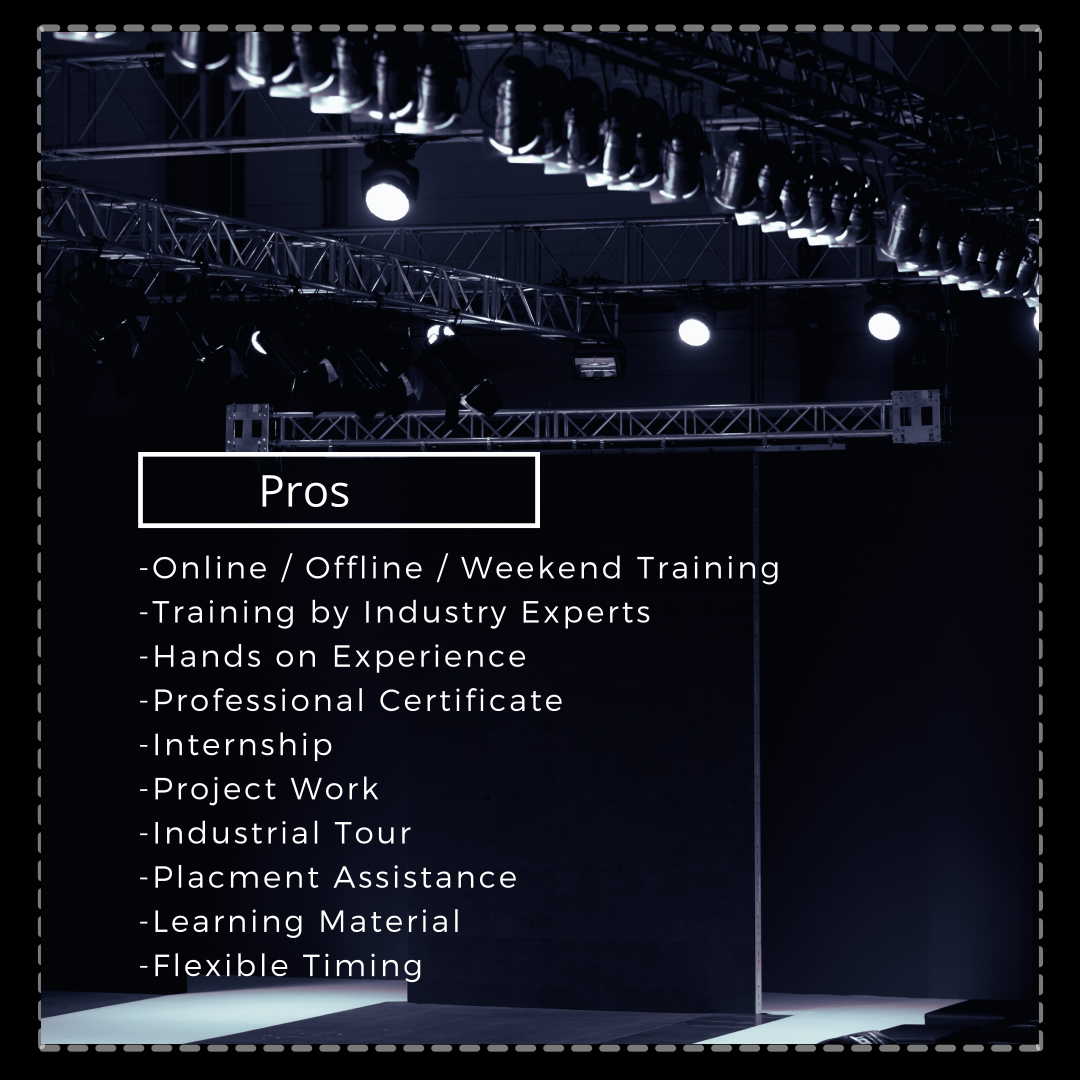 Pros
-Online / Offline / Weekend Training
-Training by Industry Experts
-Hands on Experience
-Professional Certificate
-Internship
-Project Work
-Industrial Tour
-Placment Assistance
-Learning Material
-Flexible Timing